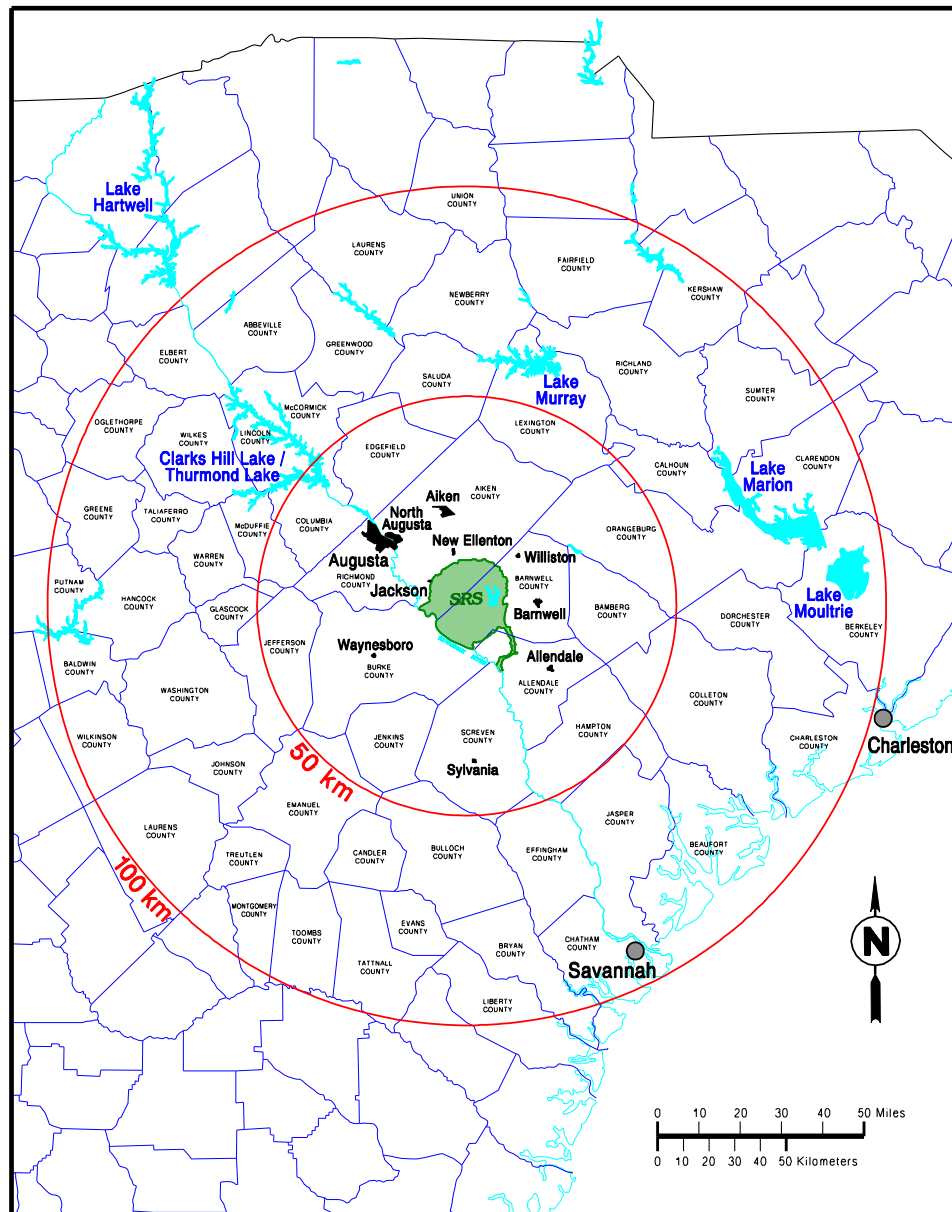 Lake
Hartwell
UNION
COUNTY
LAURENS
COUNTY
FAIRFIELD
COUNTY
KERSHAW
COUNTY
NEWBERRY
COUNTY
ABBEVILLE
COUNTY
GREENWOOD
COUNTY
ELBERT
COUNTY
RICHLAND
COUNTY
SALUDA
COUNTY
Lake
Murray
SUMTER
COUNTY
McCORMICK
COUNTY
OGLETHORPE
COUNTY
WILKES
COUNTY
LINCOLN
COUNTY
LEXINGTON
COUNTY
EDGEFIELD
COUNTY
Clarks Hill Lake /
Thurmond Lake
CALHOUN
COUNTY
Lake
Marion
CLARENDON
COUNTY
AIKEN
COUNTY
Aiken
GREENE
COUNTY
TALIAFERRO
COUNTY
McDUFFIE
COUNTY
COLUMBIA
COUNTY
North
Augusta
ORANGEBURG
COUNTY
New Ellenton
Augusta
Williston
WARREN
COUNTY
RICHMOND
COUNTY
Jackson
BARNWELL
COUNTY
PUTNAM
COUNTY
HANCOCK
COUNTY
GLASCOCK
COUNTY
SRS
Barnwell
BAMBERG
COUNTY
DORCHESTER
COUNTY
Lake
Moultrie
BERKELEY
COUNTY
JEFFERSON
COUNTY
Waynesboro
BURKE
COUNTY
Allendale
ALLENDALE
COUNTY
BALDWIN
COUNTY
WASHINGTON
COUNTY
COLLETON
COUNTY
WILKINSON
COUNTY
JENKINS
COUNTY
SCREVEN
COUNTY
HAMPTON
COUNTY
CHARLESTON
COUNTY
Charleston
JOHNSON
COUNTY
50 km
Sylvania
EMANUEL
COUNTY
JASPER
COUNTY
LAURENS
COUNTY
TREUTLEN
COUNTY
CANDLER
COUNTY
BULLOCH
COUNTY
EFFINGHAM
COUNTY
BEAUFORT
COUNTY
100 km
MONTGOMERY
COUNTY
TOOMBS
COUNTY
EVANS
COUNTY
TATTNALL
COUNTY
BRYAN
COUNTY
CHATHAM
COUNTY
Savannah
LIBERTY
COUNTY
N
0 10 20 30 40 50 Miles
0 10 20 30 40 50 Kilometers